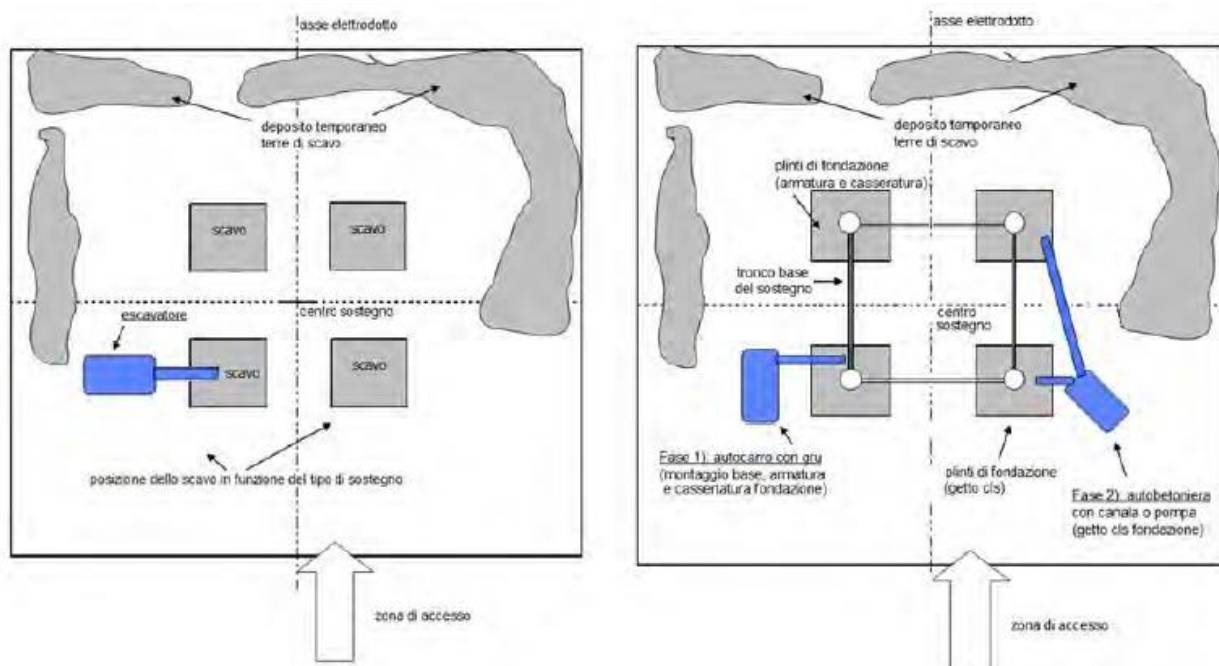 asse elettrodotto
deposito temporaneo
terre di scavo
scavo
scavo
centro sostegno
escavatore
scavo
scavo
posizione dello scavo in funzione del tipo di sostegno
zona di accesso
asse elettrodotto
deposito temporaneo
terre di scavo
plinti di fondazione
(armatura e casseratura)
tronco base
del sostegno
centro
sostegno
Fase 1): autocarro con gru
(montaggio base, armatura
e casseratura fondazione)
plinti di fondazione
(getto cls)
Fase 2): autobetoniera
con canala o pompa
(getto cls fondazione)
zona di accesso